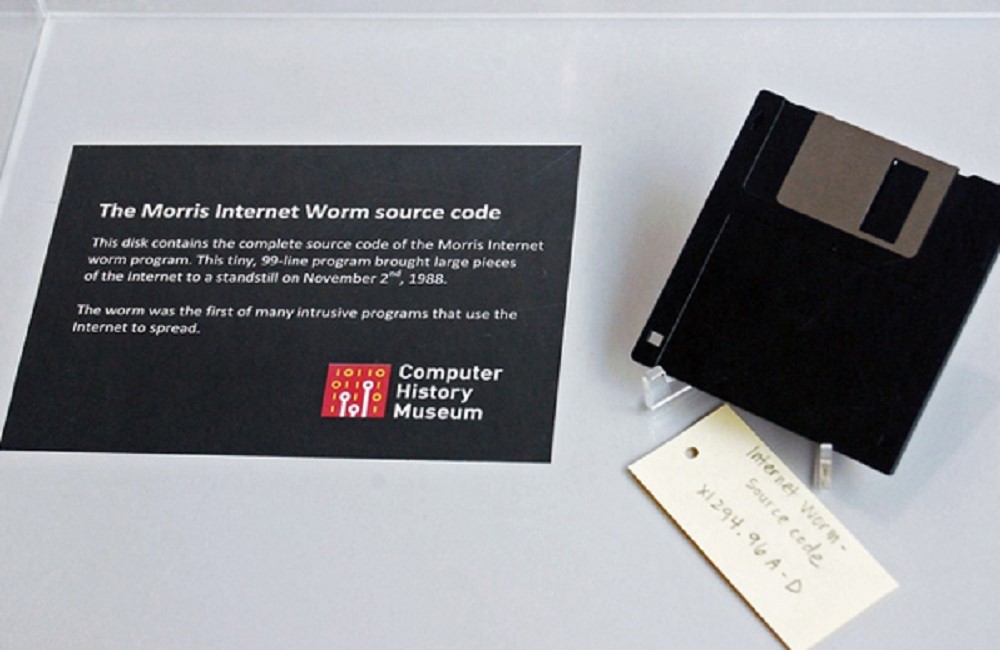 The Morris Internet Worm source code
This disk contains the complete source code of the Morris Internet
worm program. This tiny, 99-line program brought large pieces
of the Internet to a standstill on November 2nd, 1988.
The worm was the first of many intrusive programs that use the
Internet to spread.
Computer
History
Museum
Internet Worm-
source code
X1294.96 A-D